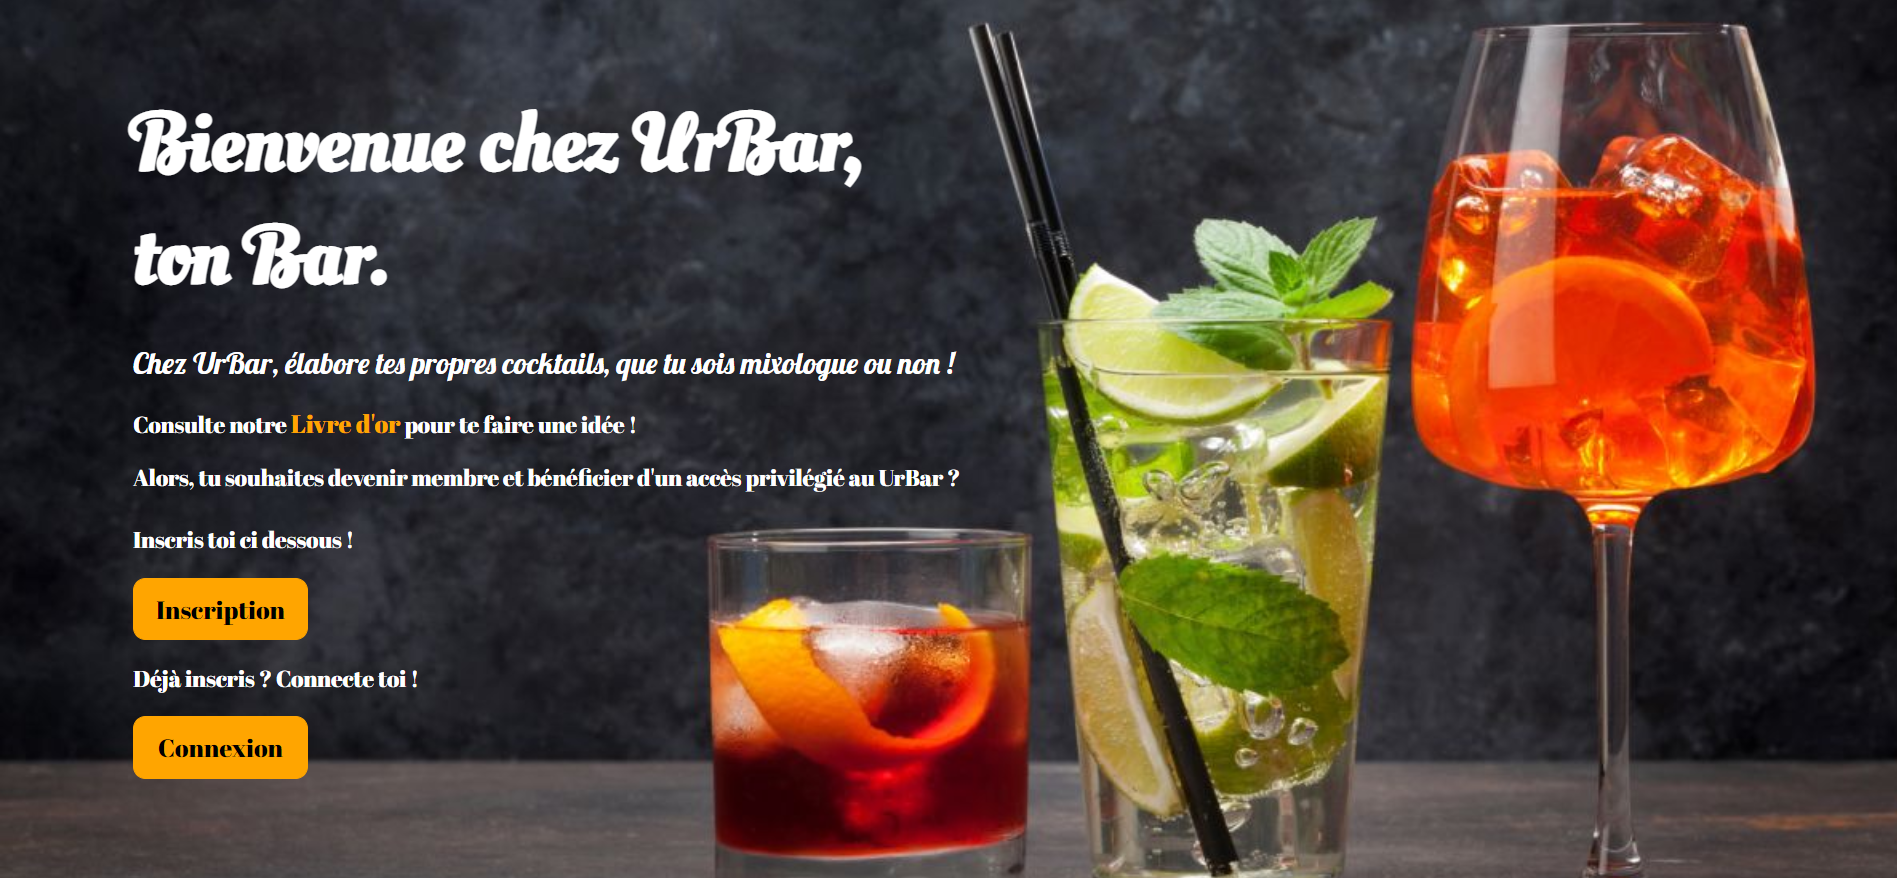 Bienvenue chez UrBar,
ton Bar.
Chez UrBar, élabore tes propres cocktails, que tu sois mixologue ou non !
Consulte notre Livre d'or pour te faire une idée !
Alors, tu souhaites devenir membre et bénéficier d'un accès privilégié au UrBar ?
Inscris toi ci dessous !
Inscription
Déjà inscris ? Connecte toi !
Connexion